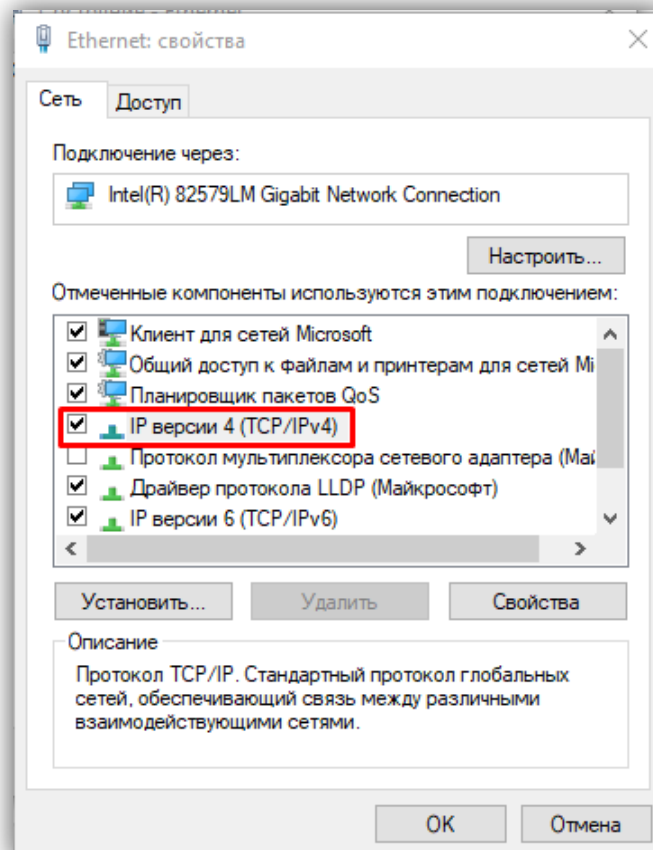 Ethernet: свойства
Сеть
Доступ
Подключение через:
Intel(R) 82579LM Gigabit Network Connection
Настроить...
Отмеченные компоненты используются этим подключением:
Клиент для сетей Microsoft
Общий доступ к файлам и принтерам для сетей Mi
Планировщик пакетов QoS
IP версии 4 (TCP/IPv4)
Протокол мультиплексора сетевого адаптера (Май
Драйвер протокола LLDP (Майкрософт)
IP версии 6 (TCP/IPv6)
Установить...
Удалить
Свойства
Описание
Протокол TCP/IP. Стандартный протокол глобальных
сетей, обеспечивающий связь между различными
взаимодействующими сетями.
OK
Отмена